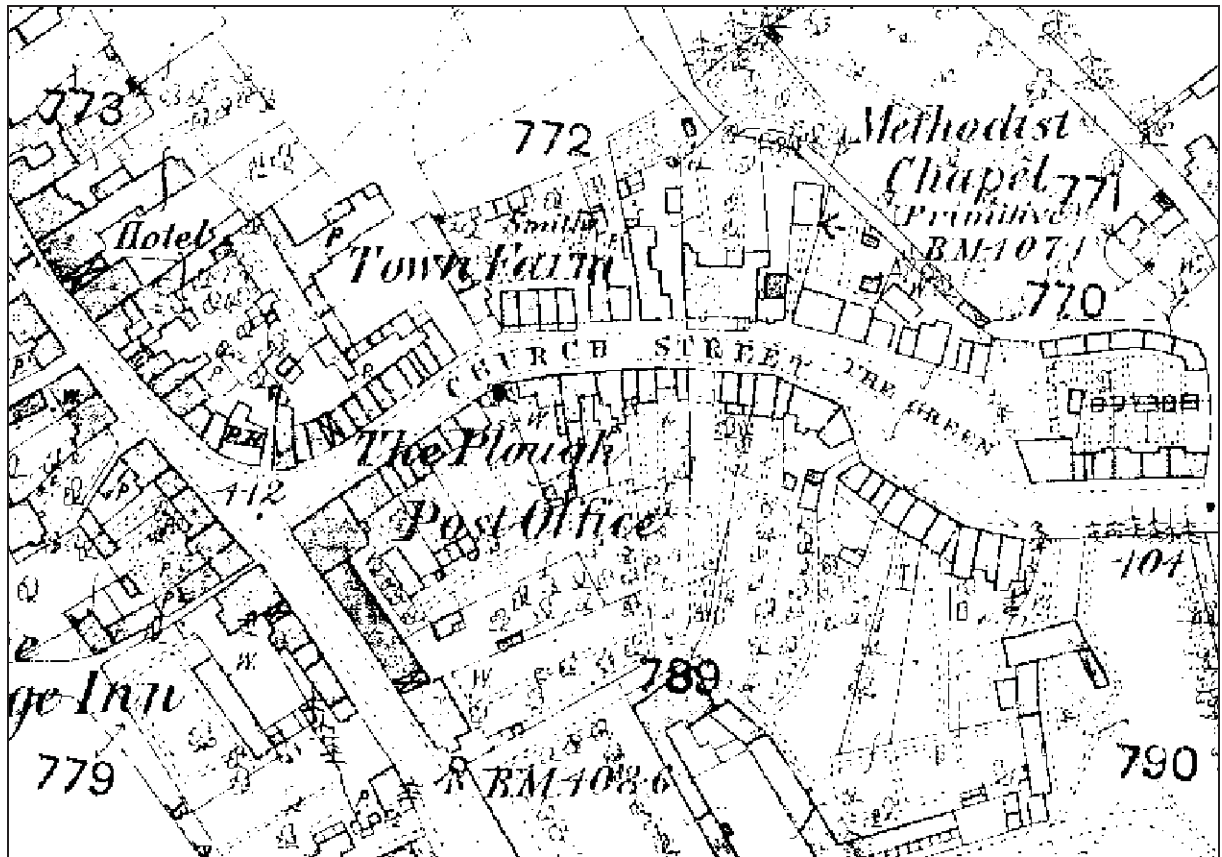 773
772
Methodist
Chapel
771
(Primitive)
B.M.107.1
Hotel
P
Smithy
Town Farm
770
CHURCH STREET THE GREEN
P.H
The Plough
W
112
Post Office
104
e
ge Inn
W
W
789
779
B.M.108.6
790